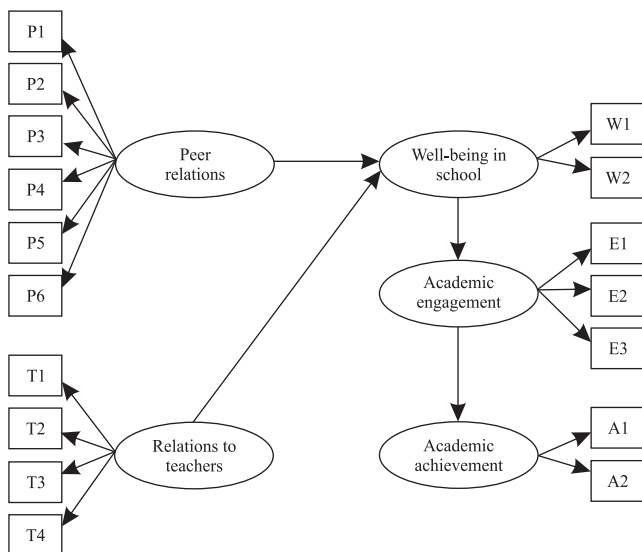 P1
P2
P3
P4
P5
P6
Peer
relations
Well-being in
school
W1
W2
Academic
engagement
E1
E2
E3
T1
T2
T3
T4
Relations to
teachers
Academic
achievement
A1
A2